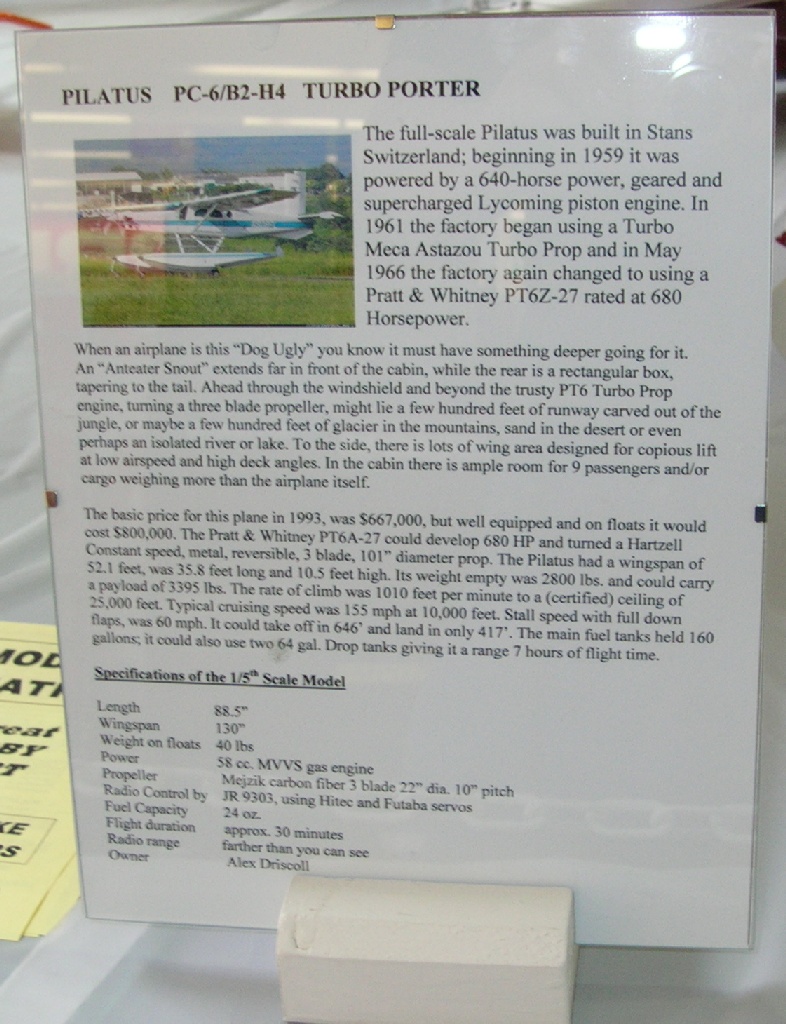 PILATUS PC-6/B2-H4 TURBO PORTER
The full-scale Pilatus was built in Stans
Switzerland; beginning in 1959 it was
powered by a 640-horse power, geared and
supercharged Lycoming piston engine. In
1961 the factory began using a Turbo
Meca Astazou Turbo Prop and in May
1966 the factory again changed to using a
Pratt & Whitney PT6Z-27 rated at 680
Horsepower.
When an airplane is this “Dog Ugly” you know it must have something deeper going for it.
An “Anteater Snout” extends far in front of the cabin, while the rear is a rectangular box,
tapering to the tail. Ahead through the windshield and beyond the trusty PT6 Turbo Prop
engine, turning a three blade propeller, might lie a few hundred feet of runway carved out of the
jungle, or maybe a few hundred feet of glacier in the mountains, sand in the desert or even
perhaps an isolated river or lake. To the side, there is lots of wing area designed for copious lift
at low airspeed and high deck angles. In the cabin there is ample room for 9 passengers and/or
cargo weighing more than the airplane itself.
The basic price for this plane in 1993, was $667,000, but well equipped and on floats it would
cost $800,000. The Pratt & Whitney PT6A-27 could develop 680 HP and turned a Hartzell
Constant speed, metal, reversible, 3 blade, 101” diameter prop. The Pilatus had a wingspan of
52.1 feet, was 35.8 feet long and 10.5 feet high. Its weight empty was 2800 lbs. and could carry
a payload of 3395 lbs. The rate of climb was 1010 feet per minute to a (certified) ceiling of
25,000 feet. Typical cruising speed was 155 mph at 10,000 feet. Stall speed with full down
flaps, was 60 mph. It could take off in 646’ and land in only 417’. The main fuel tanks held 160
gallons; it could also use two 64 gal. Drop tanks giving it a range 7 hours of flight time.
Specifications of the 1/5th Scale Model
Length 88.5”
Wingspan 130”
Weight on floats 40 lbs
Power 58 cc. MVVS gas engine
Propeller Mejzik carbon fiber 3 blade 22” dia. 10” pitch
Radio Control by JR 9303, using Hitec and Futaba servos
Fuel Capacity 24 oz.
Flight duration approx. 30 minutes
Radio range farther than you can see
Owner Alex Driscoll
BY